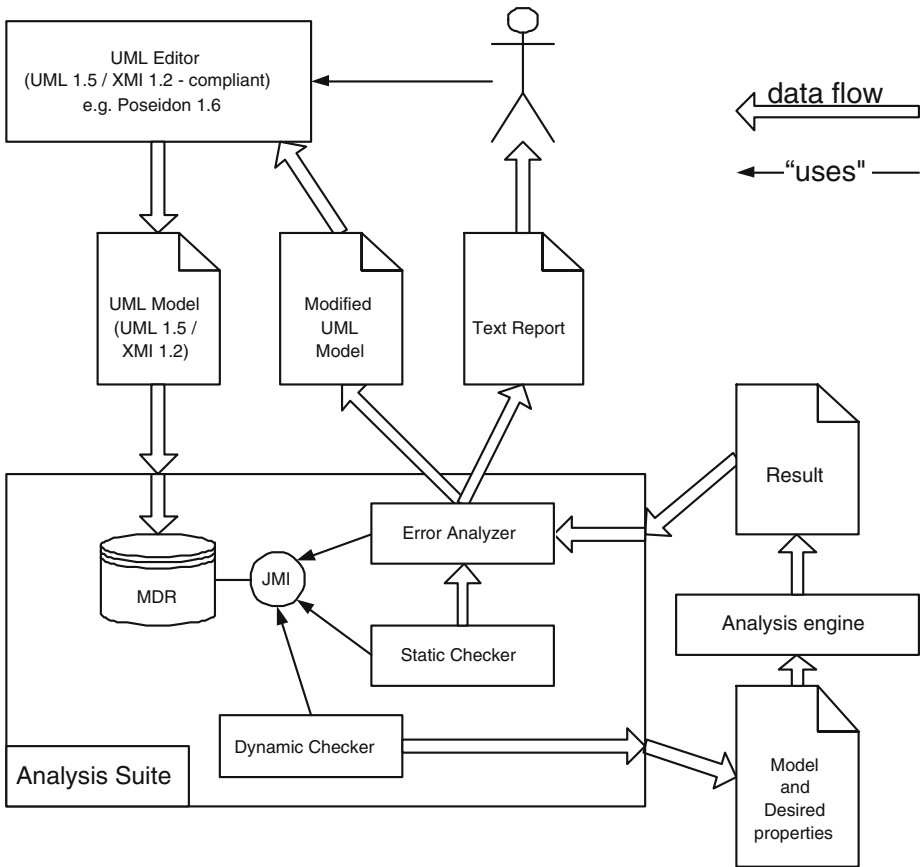 UML Editor
(UML 1.5 / XMI 1.2 - compliant)
e.g. Poseidon 1.6
data flow
“uses"
UML Model
(UML 1.5 /
XMI 1.2)
Modified
UML
Model
Text Report
Result
Error Analyzer
MDR
JMI
Static Checker
Analysis engine
Dynamic Checker
Analysis Suite
Model
and
Desired
properties